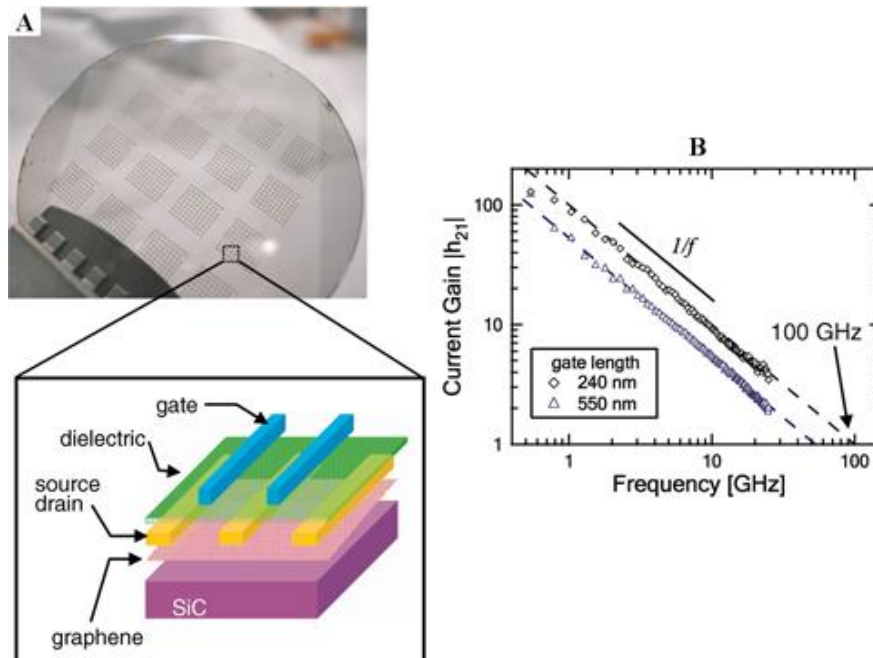 A
gate
dielectric
source
drain
graphene
SiC
B
Current Gain |h21|
100
10
1
1/f
100 GHz
gate length
◇ 240 nm
△ 550 nm
1
10
100
Frequency [GHz]